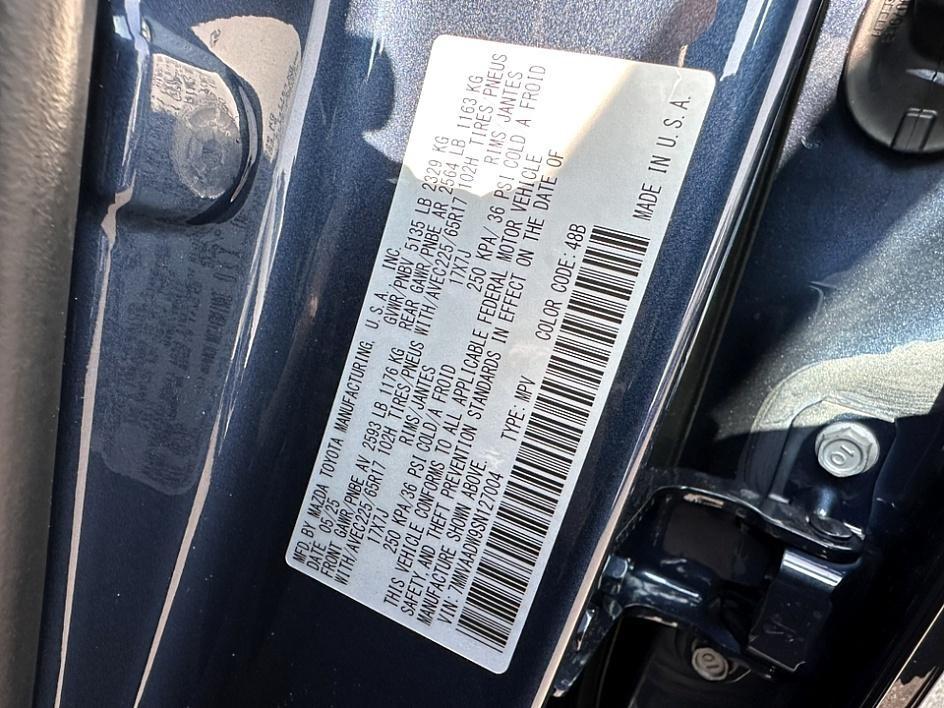 MFD. BY MAZDA TOYOTA MANUFACTURING, U.S.A., INC.
DATE: 05/25 GVWR/PNBV 5135 LB 2329 KG
FRONT GAWR/PNBE AV 2593 LB 1176 KG REAR GAWR/PNBE AR 2564 LB 1163 KG
WITH/AVEC225/65R17 102H TIRES/PNEUS WITH/AVEC225/65R17 102H TIRES PNEUS
17X7J RIMS/JANTES 17X7J RIMS JANTES
250 KPA/36 PSI COLD/A FROID 250 KPA/36 PSI COLD A FROID
THIS VEHICLE CONFORMS TO ALL APPLICABLE FEDERAL MOTOR VEHICLE
SAFETY AND THEFT PREVENTION STANDARDS IN EFFECT ON THE DATE OF
MANUFACTURE SHOWN ABOVE.
VIN: TYPE: MPV COLOR CODE: 48B
MADE IN U.S.A.
10
10